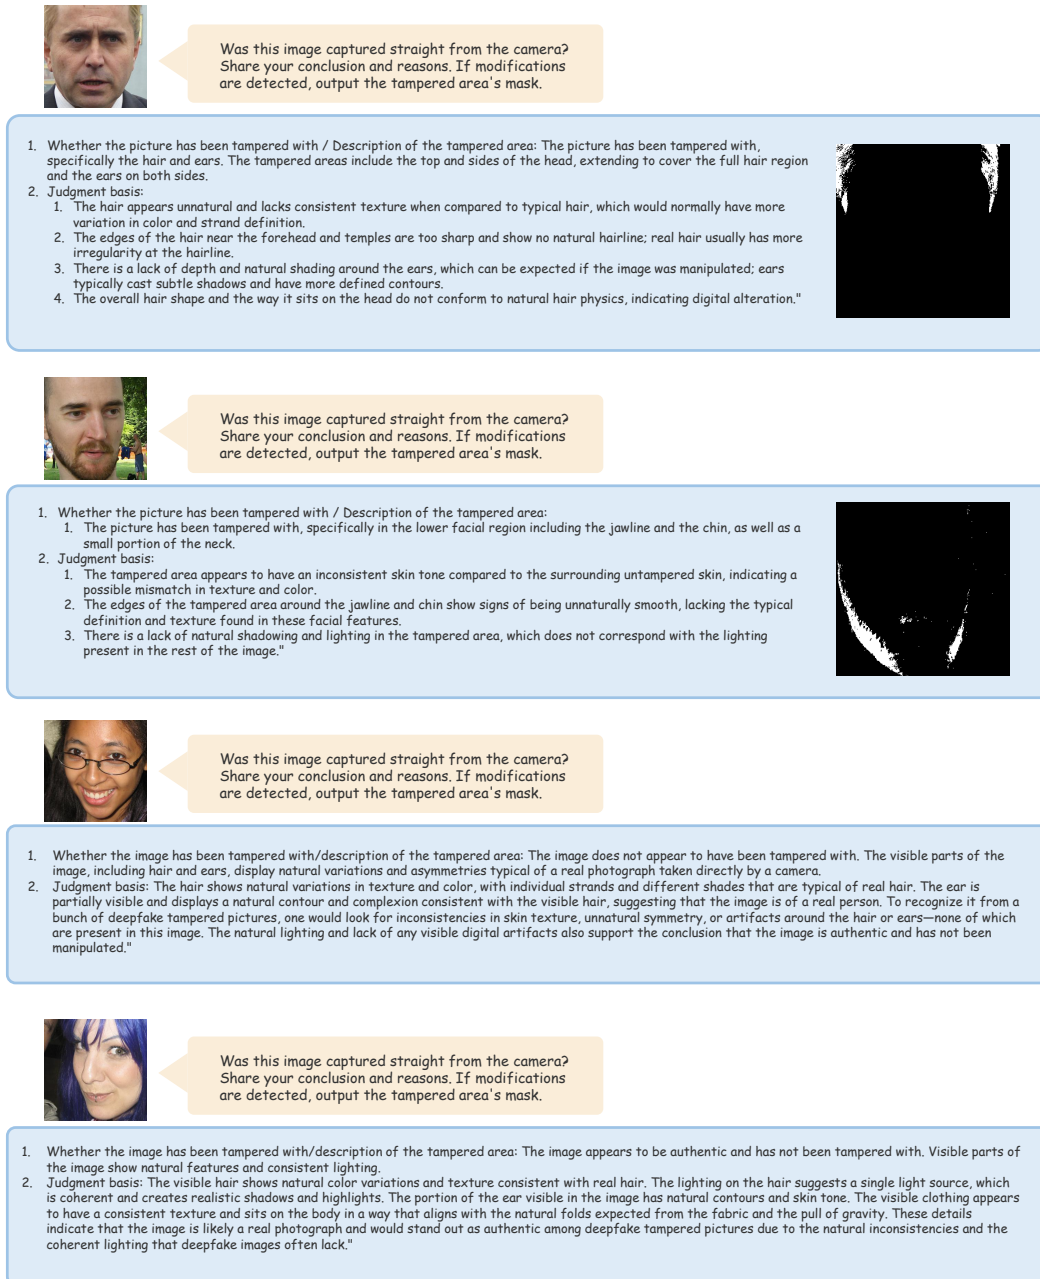 Was this image captured straight from the camera?
Share your conclusion and reasons. If modifications
are detected, output the tampered area's mask.
1. Whether the picture has been tampered with / Description of the tampered area: The picture has been tampered with,
specifically the hair and ears. The tampered areas include the top and sides of the head, extending to cover the full hair region
and the ears on both sides.
2. Judgment basis:
1. The hair appears unnatural and lacks consistent texture when compared to typical hair, which would normally have more
variation in color and strand definition.
2. The edges of the hair near the forehead and temples are too sharp and show no natural hairline; real hair usually has more
irregularity at the hairline.
3. There is a lack of depth and natural shading around the ears, which can be expected if the image was manipulated; ears
typically cast subtle shadows and have more defined contours.
4. The overall hair shape and the way it sits on the head do not conform to natural hair physics, indicating digital alteration."
Was this image captured straight from the camera?
Share your conclusion and reasons. If modifications
are detected, output the tampered area's mask.
1. Whether the picture has been tampered with / Description of the tampered area:
1. The picture has been tampered with, specifically in the lower facial region including the jawline and the chin, as well as a
small portion of the neck.
2. Judgment basis:
1. The tampered area appears to have an inconsistent skin tone compared to the surrounding untampered skin, indicating a
possible mismatch in texture and color.
2. The edges of the tampered area around the jawline and chin show signs of being unnaturally smooth, lacking the typical
definition and texture found in these facial features.
3. There is a lack of natural shadowing and lighting in the tampered area, which does not correspond with the lighting
present in the rest of the image."
Was this image captured straight from the camera?
Share your conclusion and reasons. If modifications
are detected, output the tampered area's mask.
1. Whether the image has been tampered with/description of the tampered area: The image does not appear to have been tampered with. The visible parts of the
image, including hair and ears, display natural variations and asymmetries typical of a real photograph taken directly by a camera.
2. Judgment basis: The hair shows natural variations in texture and color, with individual strands and different shades that are typical of real hair. The ear is
partially visible and displays a natural contour and complexion consistent with the visible hair, suggesting that the image is of a real person. To recognize it from a
bunch of deepfake tampered pictures, one would look for inconsistencies in skin texture, unnatural symmetry, or artifacts around the hair or ears—none of which
are present in this image. The natural lighting and lack of any visible digital artifacts also support the conclusion that the image is authentic and has not been
manipulated."
Was this image captured straight from the camera?
Share your conclusion and reasons. If modifications
are detected, output the tampered area's mask.
1. Whether the image has been tampered with/description of the tampered area: The image appears to be authentic and has not been tampered with. Visible parts of
the image show natural features and consistent lighting.
2. Judgment basis: The visible hair shows natural color variations and texture consistent with real hair. The lighting on the hair suggests a single light source, which
is coherent and creates realistic shadows and highlights. The portion of the ear visible in the image has natural contours and skin tone. The visible clothing appears
to have a consistent texture and sits on the body in a way that aligns with the natural folds expected from the fabric and the pull of gravity. These details
indicate that the image is likely a real photograph and would stand out as authentic among deepfake tampered pictures due to the natural inconsistencies and the
coherent lighting that deepfake images often lack."